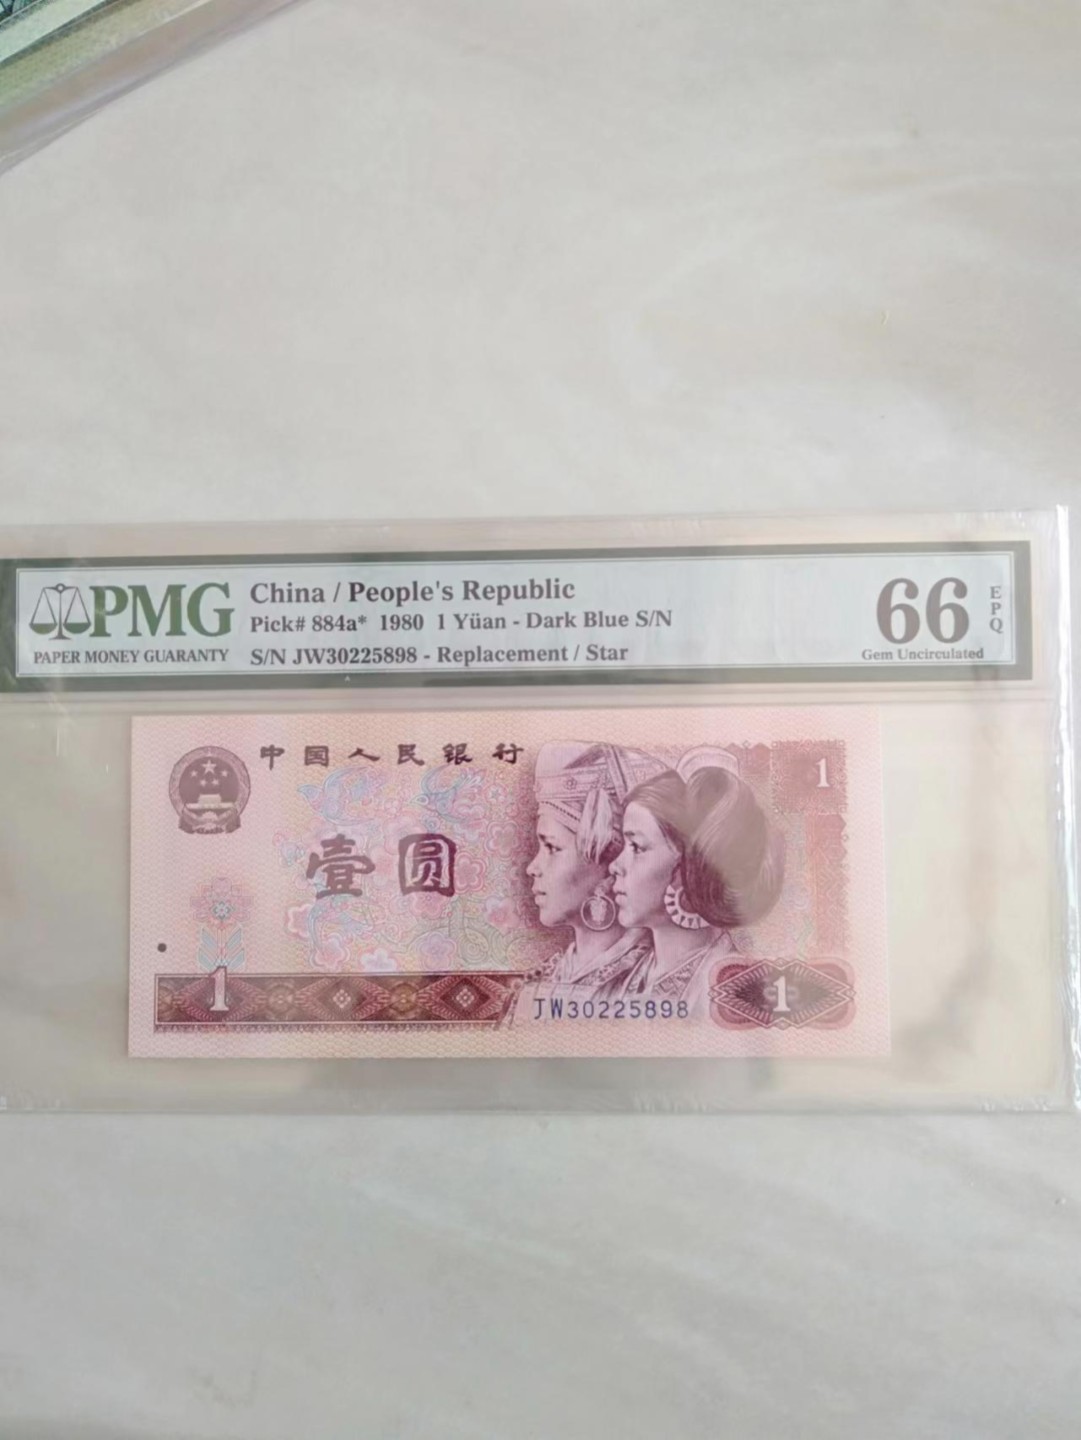 PMG
PAPER MONEY GUARANTY
China / People's Republic
Pick# 884a* 1980 1 Yüan - Dark Blue S/N
S/N JW30225898 - Replacement / Star
66
EPQ
Gem Uncirculated
中国人民银行
1
壹圆
1
JW30225898
1